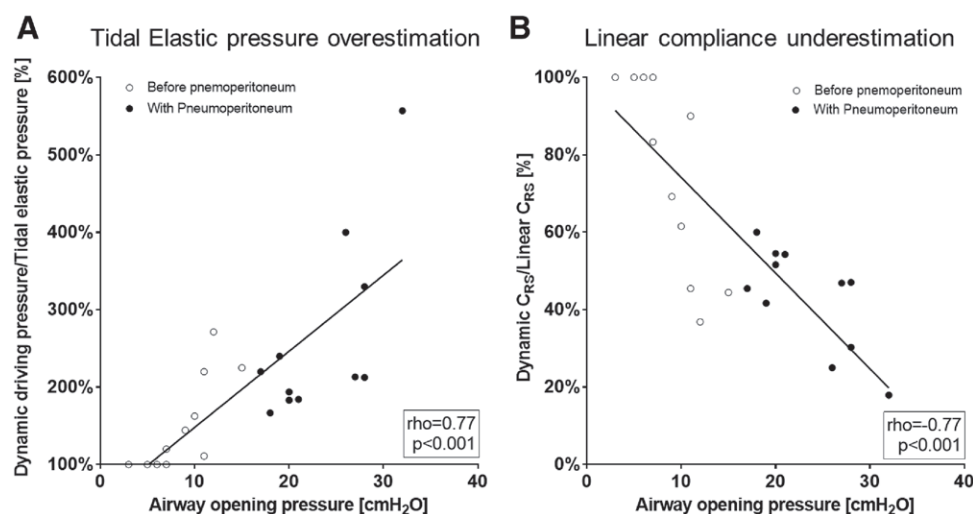 A Tidal Elastic pressure overestimation
Dynamic driving pressure/Tidal elastic pressure [%]
600%
500%
400%
300%
200%
100%
○ Before pnemoperitoneum
● With Pneumoperitoneum
rho=0.77
p<0.001
0 10 20 30 40
Airway opening pressure [cmH₂O]
B Linear compliance underestimation
Dynamic C_RS/Linear C_RS [%]
100%
80%
60%
40%
20%
0%
○ Before pnemoperitoneum
● With Pneumoperitoneum
rho=-0.77
p<0.001
0 10 20 30 40
Airway opening pressure [cmH₂O]